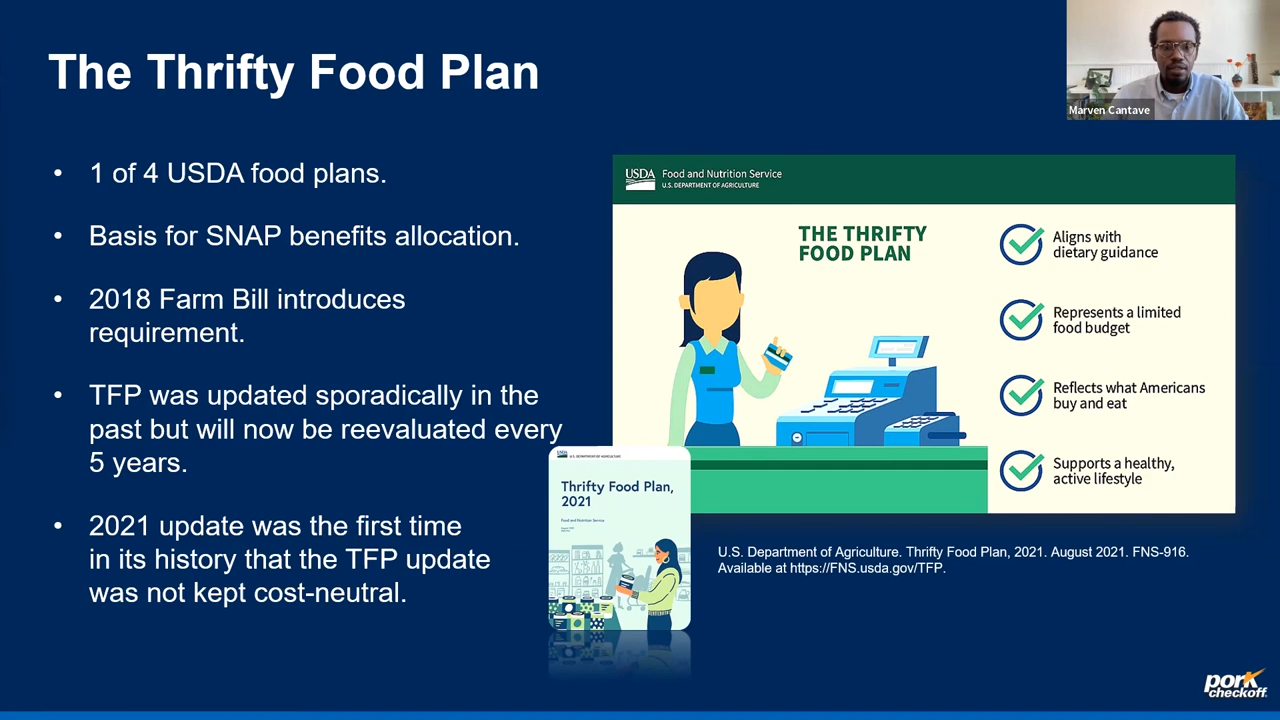 The Thrifty Food Plan
Marven Cantave
• 1 of 4 USDA food plans.
• Basis for SNAP benefits allocation.
• 2018 Farm Bill introduces
requirement.
• TFP was updated sporadically in the
past but will now be reevaluated every
5 years.
• 2021 update was the first time
in its history that the TFP update
was not kept cost-neutral.
USDA Food and Nutrition Service
U.S. DEPARTMENT OF AGRICULTURE
THE THRIFTY
FOOD PLAN
Aligns with
dietary guidance
Represents a limited
food budget
Reflects what Americans
buy and eat
Supports a healthy,
active lifestyle
USDA U.S. DEPARTMENT OF AGRICULTURE
Thrifty Food Plan,
2021
Food and Nutrition Service
U.S. Department of Agriculture. Thrifty Food Plan, 2021. August 2021. FNS-916.
Available at https://FNS.usda.gov/TFP.
pork
checkoff